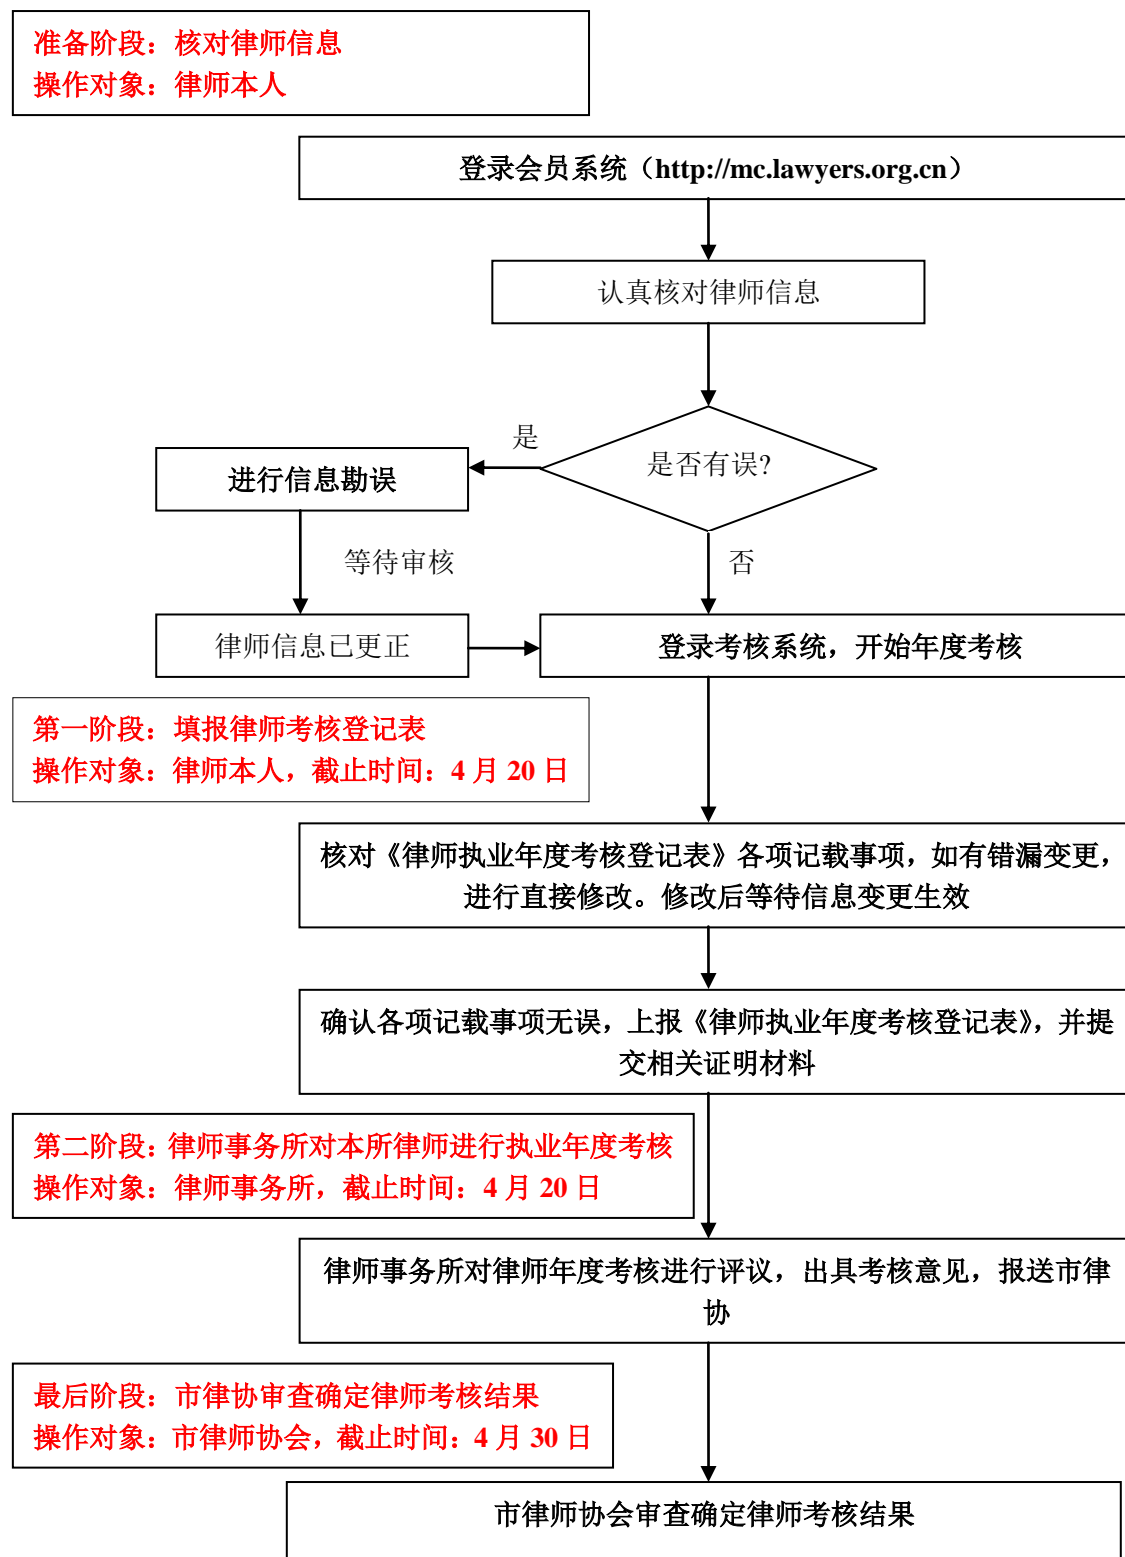 准备阶段：核对律师信息
操作对象：律师本人
登录会员系统（http://mc.lawyers.org.cn）
认真核对律师信息
是否有误?
是
进行信息勘误
等待审核
否
律师信息已更正
登录考核系统，开始年度考核
第一阶段：填报律师考核登记表
操作对象：律师本人，截止时间：4 月 20 日
核对《律师执业年度考核登记表》各项记载事项，如有错漏变更，
进行直接修改。修改后等待信息变更生效
确认各项记载事项无误，上报《律师执业年度考核登记表》，并提
交相关证明材料
第二阶段：律师事务所对本所律师进行执业年度考核
操作对象：律师事务所，截止时间：4 月 20 日
律师事务所对律师年度考核进行评议，出具考核意见，报送市律
协
最后阶段：市律协审查确定律师考核结果
操作对象：市律师协会，截止时间：4 月 30 日
市律师协会审查确定律师考核结果